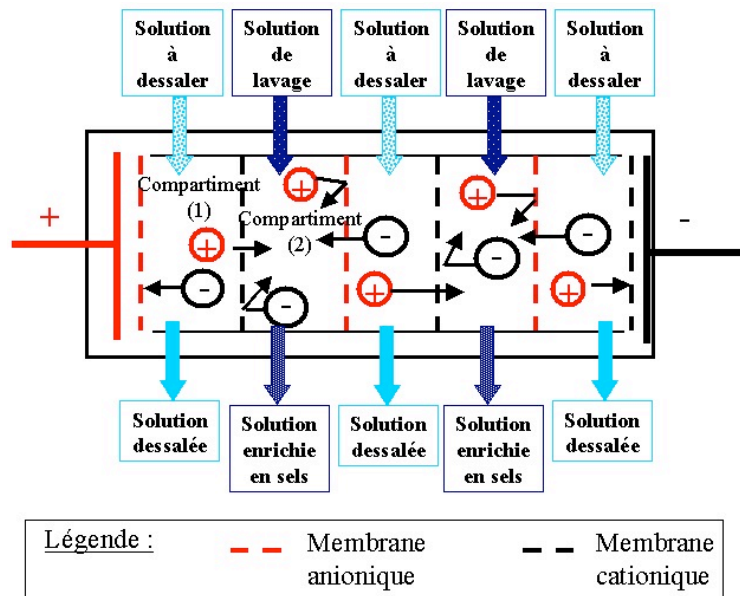 Solution
à
dessaler
Solution
de
lavage
Solution
à
dessaler
Solution
de
lavage
Solution
à
dessaler
+
-
Compartiment
(1)
Compartiment
(2)
+
-
+
-
-
+
+
-
-
+
Solution
dessalée
Solution
enrichie
en sels
Solution
dessalée
Solution
enrichie
en sels
Solution
dessalée
Légende :
Membrane
anionique
Membrane
cationique